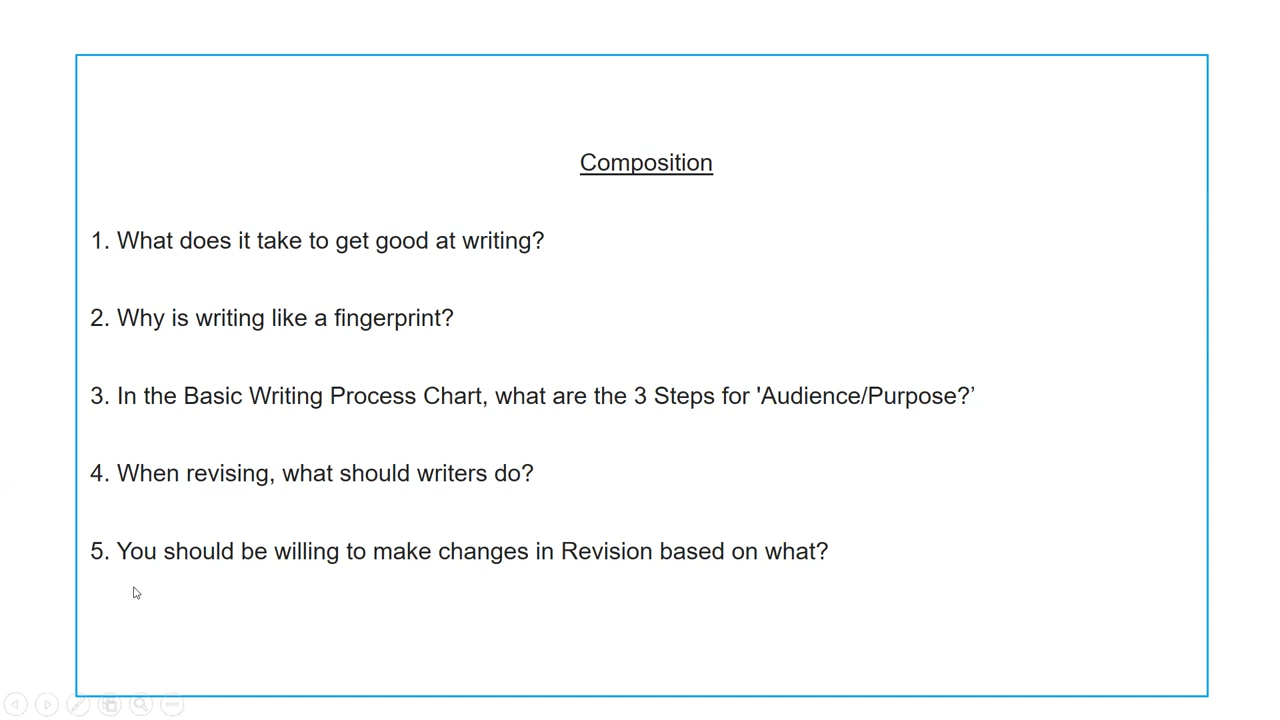 Composition
1. What does it take to get good at writing?
2. Why is writing like a fingerprint?
3. In the Basic Writing Process Chart, what are the 3 Steps for 'Audience/Purpose?’
4. When revising, what should writers do?
5. You should be willing to make changes in Revision based on what?